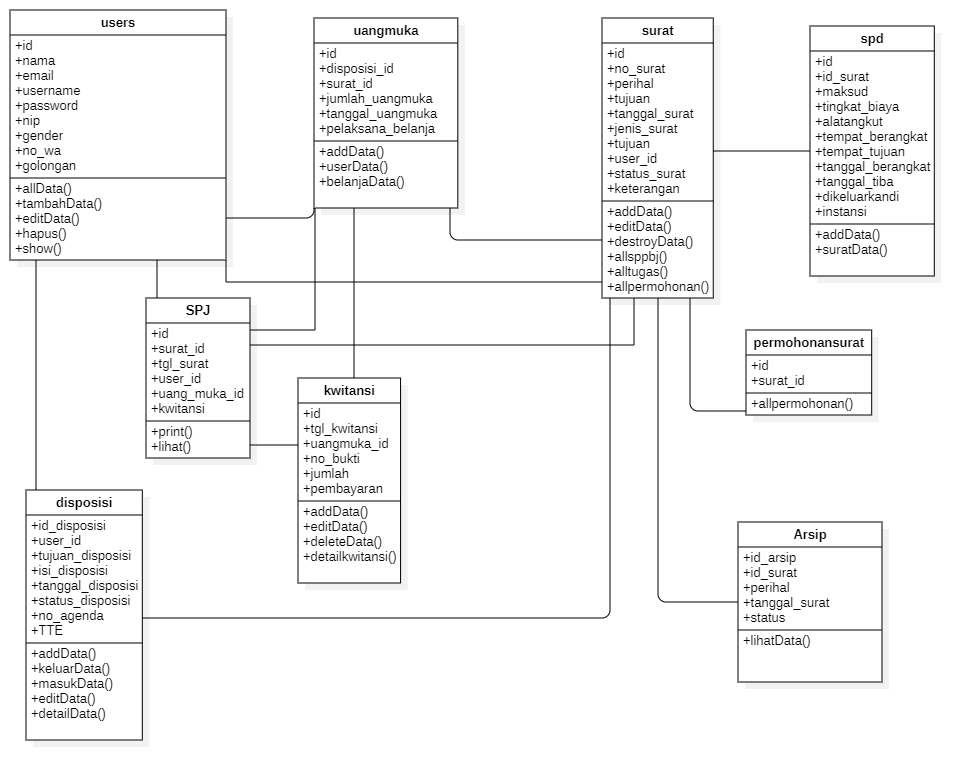 users
+id
+nama
+email
+username
+password
+nip
+gender
+no_wa
+golongan
+allData()
+tambahData()
+editData()
+hapus()
+show()
uangmuka
+id
+disposisi_id
+surat_id
+jumlah_uangmuka
+tanggal_uangmuka
+pelaksana_belanja
+addData()
+userData()
+belanjaData()
surat
+id
+no_surat
+perihal
+tujuan
+tanggal_surat
+jenis_surat
+tujuan
+user_id
+status_surat
+keterangan
+addData()
+editData()
+destroyData()
+allsppbj()
+alltugas()
+allpermohonan()
spd
+id
+id_surat
+maksud
+tingkat_biaya
+alatangkut
+tempat_berangkat
+tempat_tujuan
+tanggal_berangkat
+tanggal_tiba
+dikeluarkandi
+instansi
+addData()
+suratData()
SPJ
+id
+surat_id
+tgl_surat
+user_id
+uang_muka_id
+kwitansi
+print()
+lihat()
kwitansi
+id
+tgl_kwitansi
+uangmuka_id
+no_bukti
+jumlah
+pembayaran
+addData()
+editData()
+deleteData()
+detailkwitansi()
permohonansurat
+id
+surat_id
+allpermohonan()
disposisi
+id_disposisi
+user_id
+tujuan_disposisi
+isi_disposisi
+tanggal_disposisi
+status_disposisi
+no_agenda
+TTE
+addData()
+keluarData()
+masukData()
+editData()
+detailData()
Arsip
+id_arsip
+id_surat
+perihal
+tanggal_surat
+status
+lihatData()